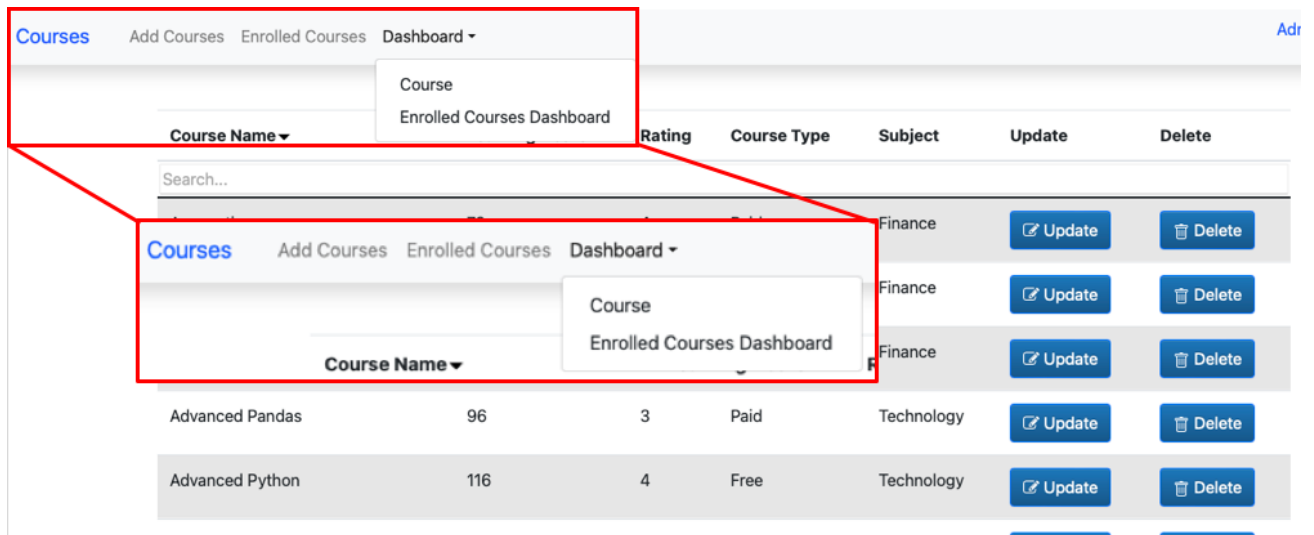 Courses Add Courses Enrolled Courses Dashboard
Course
Enrolled Courses Dashboard
Course Name Rating Course Type Subject Update Delete
Search...
Finance Update Delete
Courses Add Courses Enrolled Courses Dashboard
Finance Update Delete
Course
Enrolled Courses Dashboard
Finance Update Delete
Course Name
Advanced Pandas 96 3 Paid Technology Update Delete
Advanced Python 116 4 Free Technology Update Delete